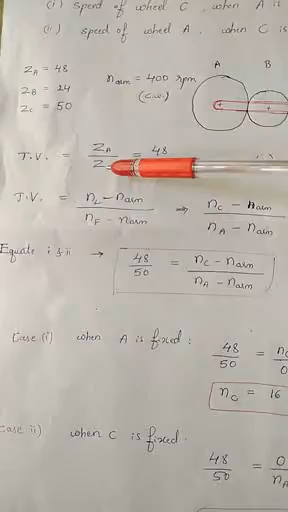 (i) speed of wheel C, when A is
(ii) speed of wheel A, when C is
Z_A = 48
Z_B = 24
Z_C = 50
n_arm = 400 rpm
(c.w.)
A B
T.V. = Z_A / Z = 48
T.V. = n_L - n_arm / n_F - n_arm ⇒ n_C - n_arm / n_A - n_arm
Equate i & ii → 48/50 = n_C - n_arm / n_A - n_arm
Case (i) when A is fixed :
48/50 = n_C / 0
n_C = 16
Case ii) when C is fixed.
48/50 = 0 / n_A